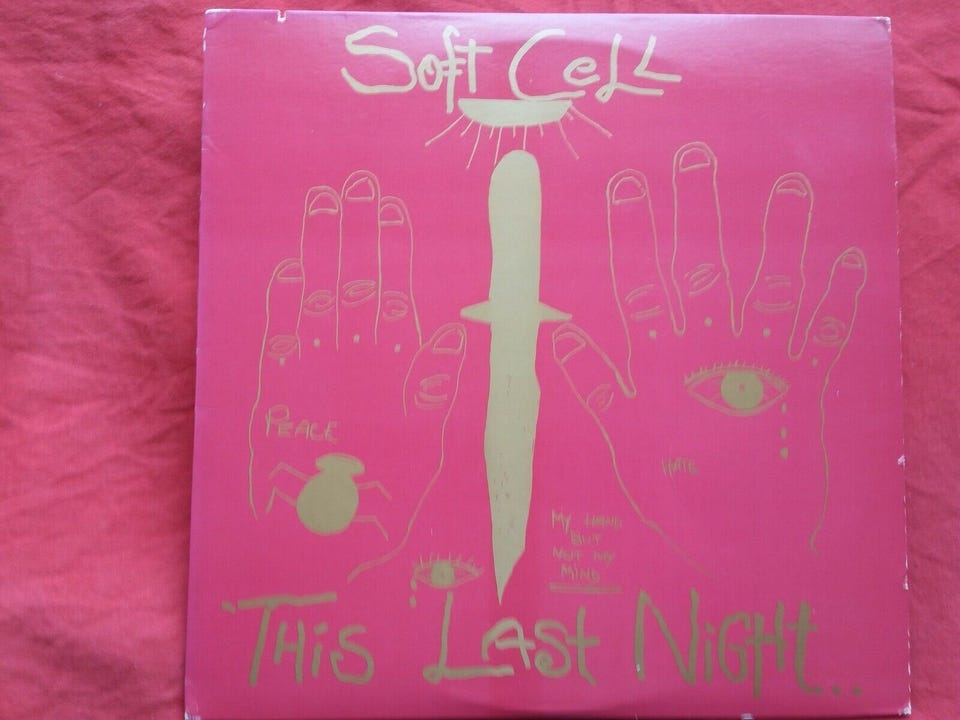 Soft Cell
PEACE
HATE
MY HAND
BUT
NOT MY
MIND
'THiS LASt NiGHt...